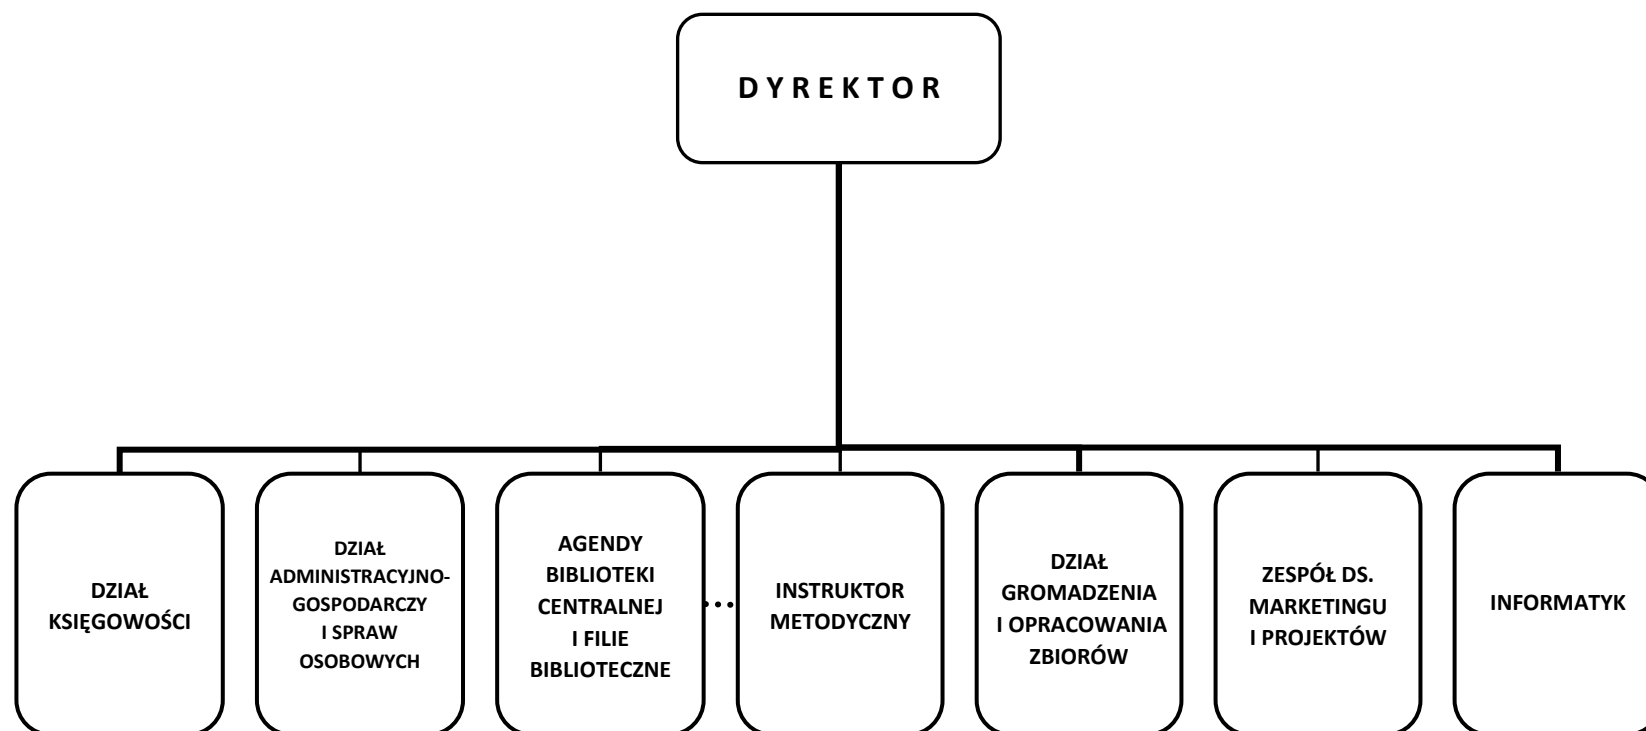 D Y R E K T O R
DZIAŁ
KSIĘGOWOŚCI
DZIAŁ
ADMINISTRACYJNO-
GOSPODARCZY
I SPRAW
OSOBOWYCH
AGENDY
BIBLIOTEKI
CENTRALNEJ
I FILIE
BIBLIOTECZNE
INSTRUKTOR
METODYCZNY
DZIAŁ
GROMADZENIA
I OPRACOWANIA
ZBIORÓW
ZESPÓŁ DS.
MARKETINGU
I PROJEKTÓW
INFORMATYK